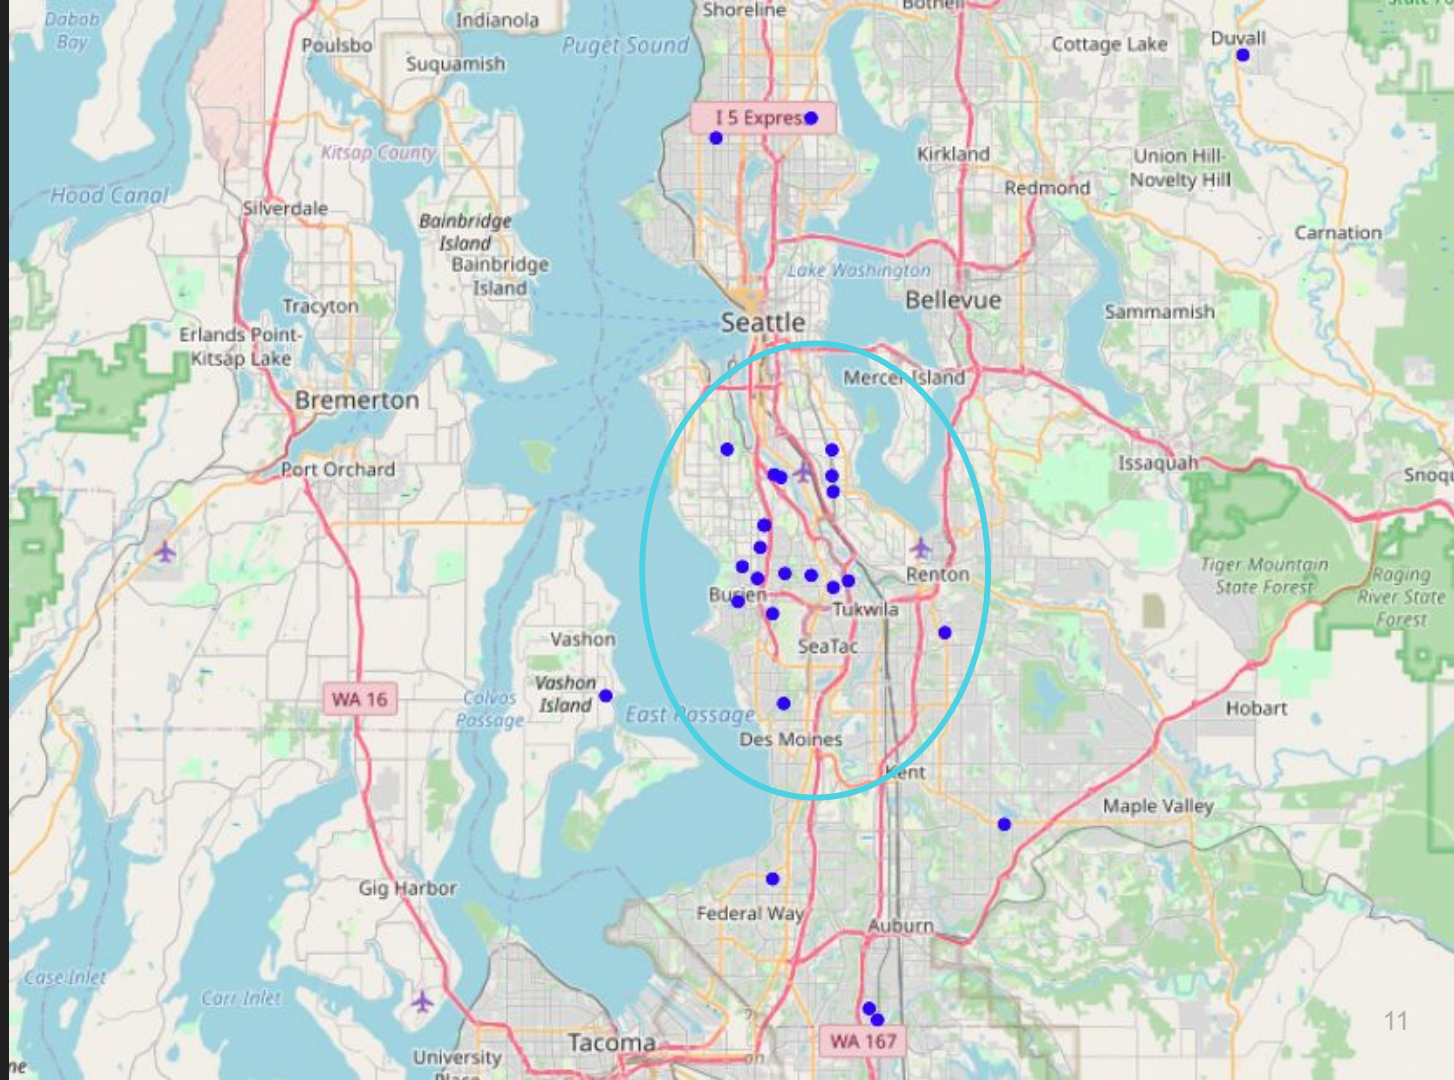 Dabob
Bay
Poulsbo
Indianola
Suquamish
Puget Sound
Shoreline
Bothell
Cottage Lake
Duvall
I 5 Express
Kitsap County
Kirkland
Union Hill-
Novelty Hill
Hood Canal
Silverdale
Redmond
Bainbridge
Island
Bainbridge
Island
Carnation
Lake Washington
Tracyton
Bellevue
Sammamish
Seattle
Erlands Point-
Kitsap Lake
Mercer Island
Bremerton
Port Orchard
Issaquah
Snoqu
Tiger Mountain
State Forest
Raging
River State
Forest
Renton
Burien
Tukwila
Vashon
SeaTac
Vashon
Island
WA 16
Colvos
Passage
East Passage
Hobart
Des Moines
Kent
Maple Valley
Gig Harbor
Federal Way
Auburn
Case Inlet
Carr Inlet
11
Tacoma
WA 167
University
Place